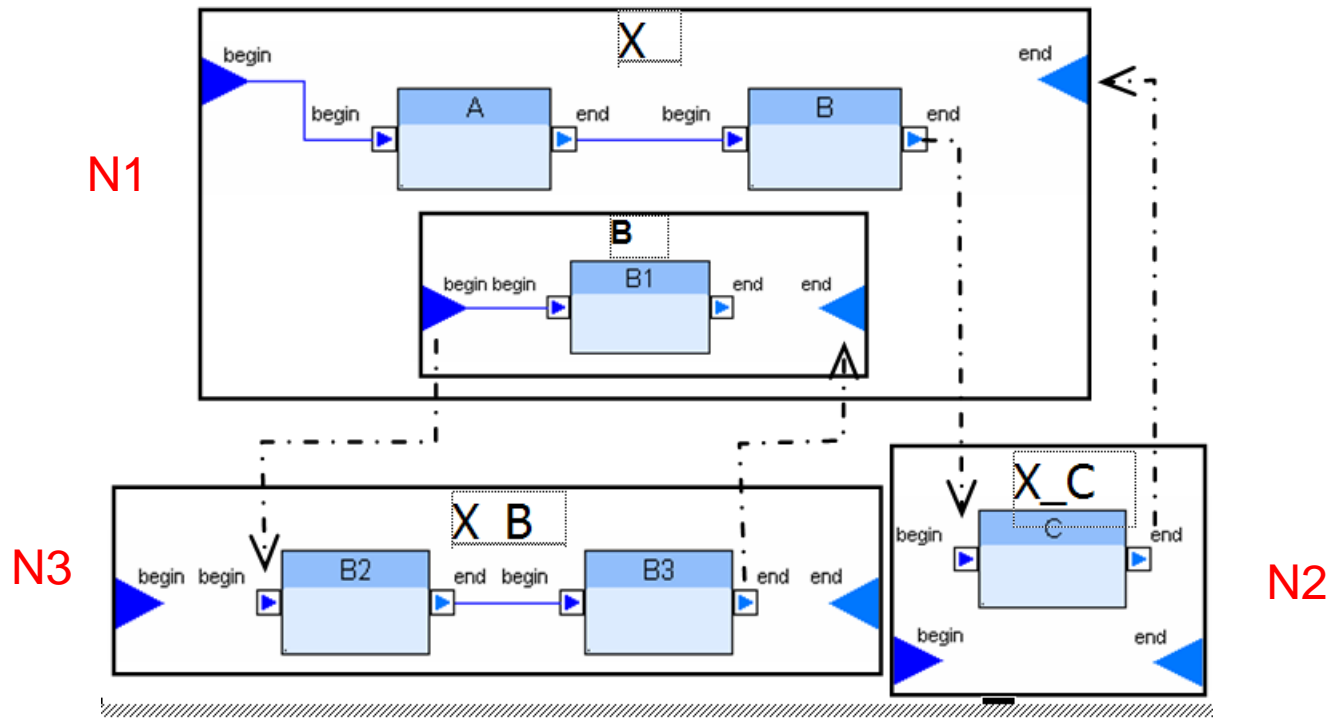 X
begin
end
begin
A
end
begin
B
end
N1
B
begin begin
B1
end
end
X_B
X_C
begin
C
end
N3
begin
begin
B2
end
begin
B3
end
end
N2
begin
end